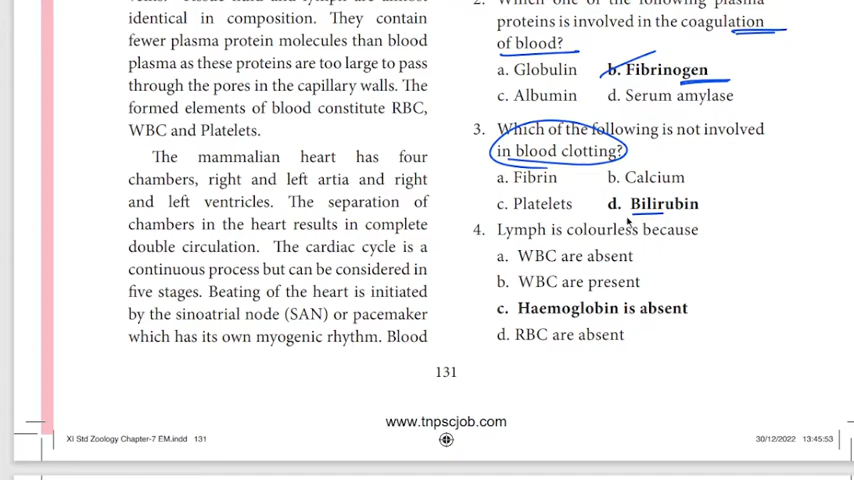 identical in composition. They contain
fewer plasma protein molecules than blood
plasma as these proteins are too large to pass
through the pores in the capillary walls. The
formed elements of blood constitute RBC,
WBC and Platelets.
The mammalian heart has four
chambers, right and left artia and right
and left ventricles. The separation of
chambers in the heart results in complete
double circulation. The cardiac cycle is a
continuous process but can be considered in
five stages. Beating of the heart is initiated
by the sinoatrial node (SAN) or pacemaker
which has its own myogenic rhythm. Blood
2. Which one of the following plasma
proteins is involved in the coagulation
of blood?
a. Globulin b. Fibrinogen
c. Albumin d. Serum amylase
3. Which of the following is not involved
in blood clotting?
a. Fibrin b. Calcium
c. Platelets d. Bilirubin
4. Lymph is colourless because
a. WBC are absent
b. WBC are present
c. Haemoglobin is absent
d. RBC are absent
131
www.tnpscjob.com
XI Std Zoology Chapter-7 EM.indd 131 30/12/2022 13:45:53